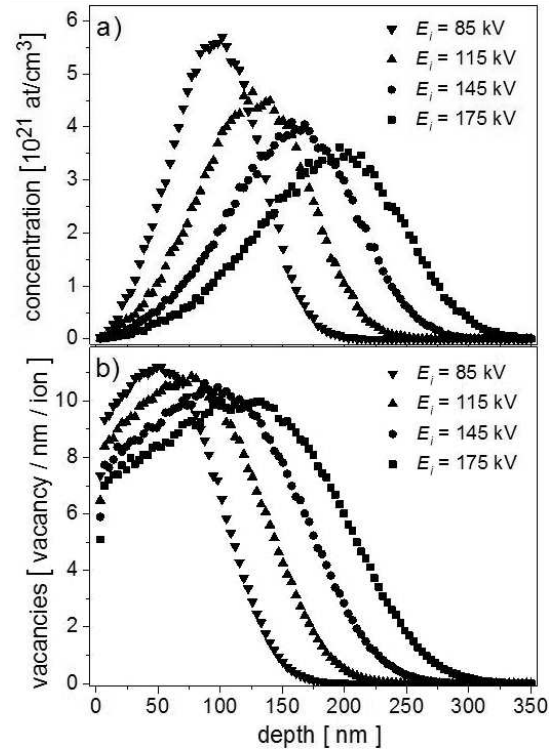 a)
E_i = 85 kV
E_i = 115 kV
E_i = 145 kV
E_i = 175 kV
concentration [10^21 at/cm^3]
6
5
4
3
2
1
0
b)
E_i = 85 kV
E_i = 115 kV
E_i = 145 kV
E_i = 175 kV
vacancies [ vacancy / nm / ion ]
10
8
6
4
2
0
0 50 100 150 200 250 300 350
depth [ nm ]